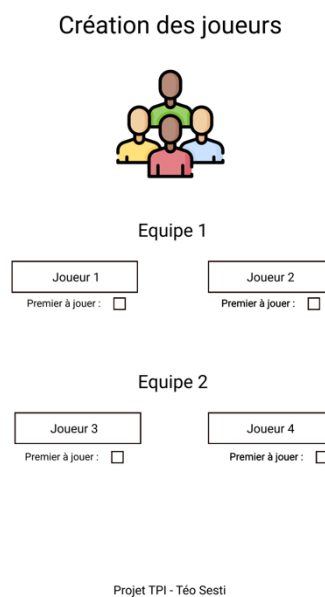 Création des joueurs
Equipe 1
Joueur 1 Joueur 2
Premier à jouer : Premier à jouer :
Equipe 2
Joueur 3 Joueur 4
Premier à jouer : Premier à jouer :
Projet TPI - Téo Sesti